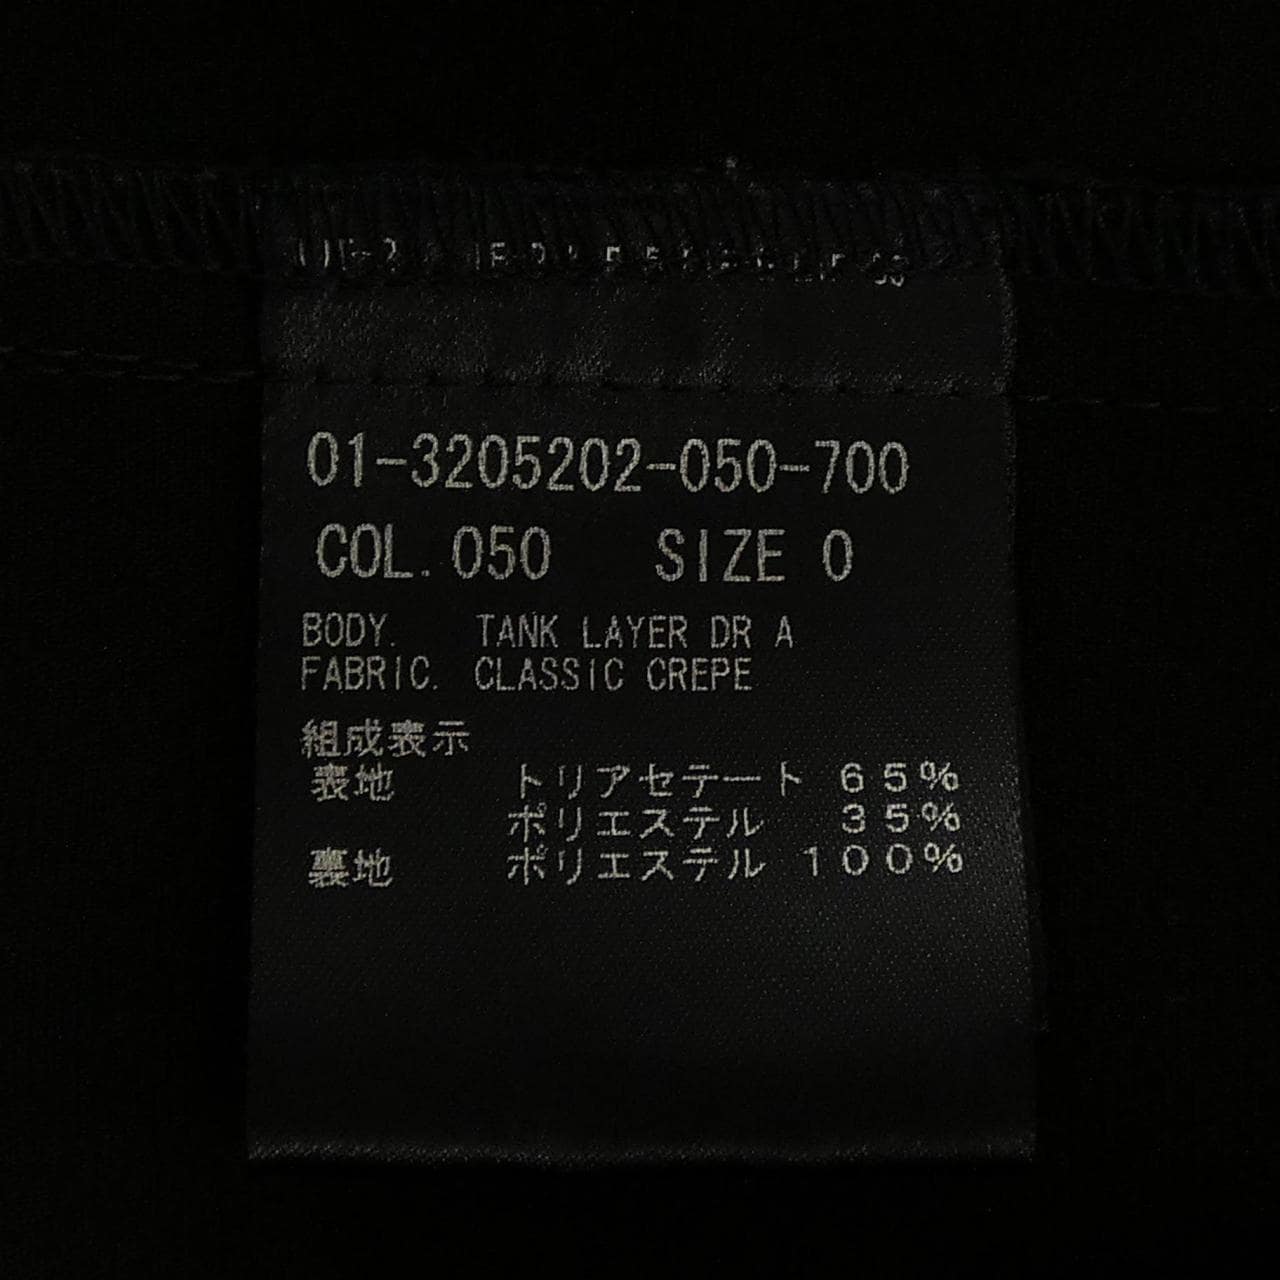 01-3205202-050-700
COL. 050 SIZE 0
BODY. TANK LAYER DR A
FABRIC. CLASSIC CREPE
組成表示
表地 トリアセテート 65%
ポリエステル 35%
裏地 ポリエステル 100%